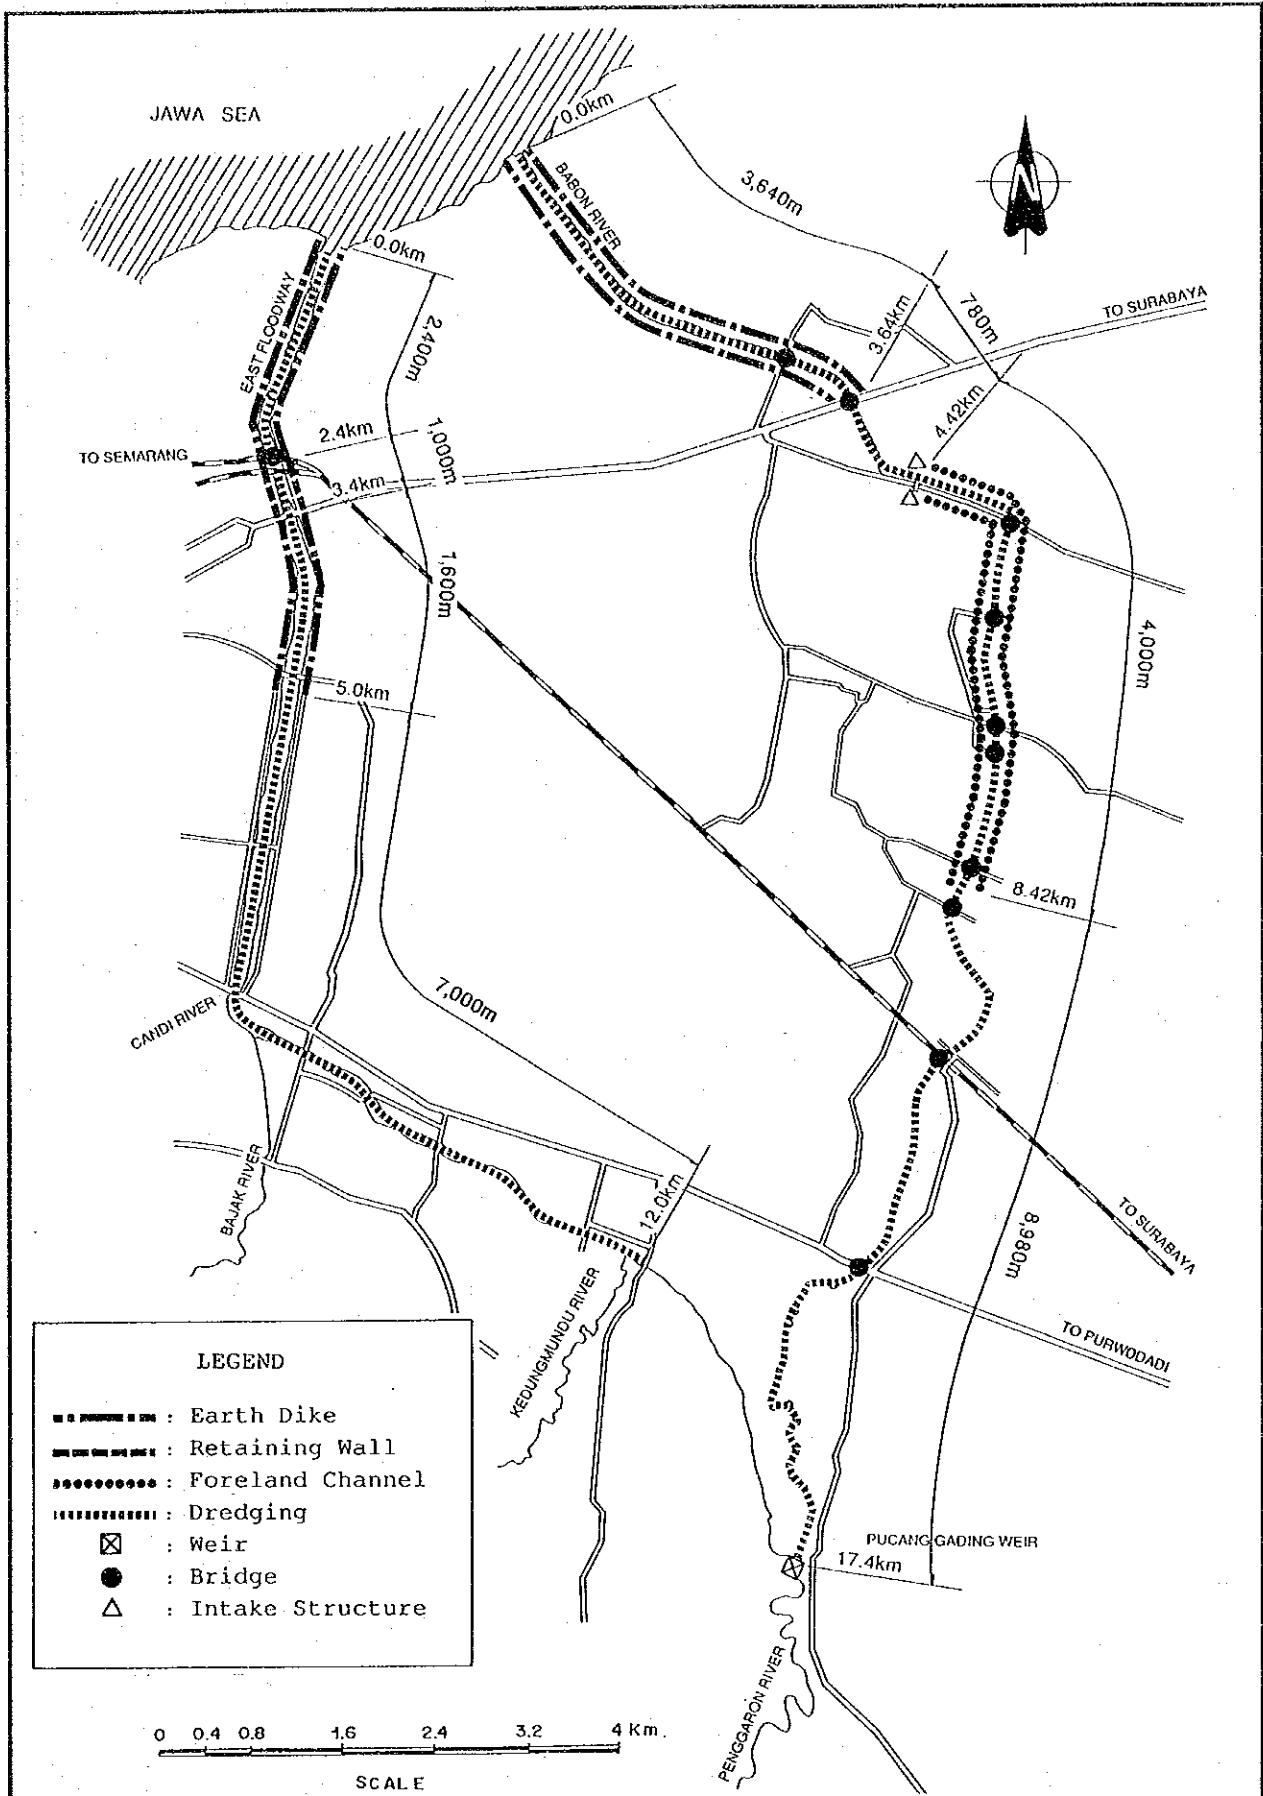 JAWA SEA
0.0km
BABON RIVER
3,640m
N
0.0km
EAST FLOODWAY
2,400m
3.64km
780m
TO SURABAYA
4.42km
2.4km
1,000m
TO SEMARANG
3.4km
1,600m
4,000m
5.0km
8.42km
7,000m
CANDI RIVER
BAJAK RIVER
12.0km
8,980m
TO SURABAYA
KEDUNGMUNDU RIVER
TO PURWODADI
LEGEND
: Earth Dike
: Retaining Wall
: Foreland Channel
: Dredging
: Weir
: Bridge
: Intake Structure
PUCANG GADING WEIR
17.4km
PENGGARON RIVER
0 0.4 0.8 1.6 2.4 3.2 4 Km.
SCALE